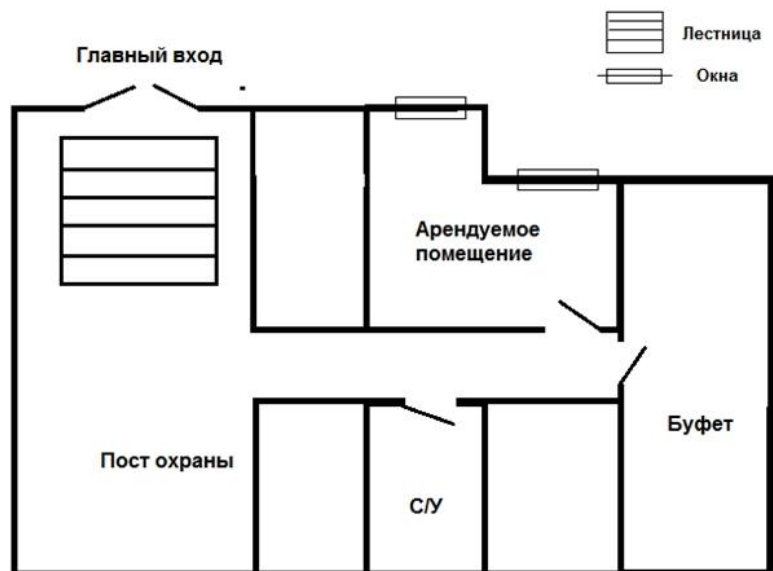 Главный вход
Лестница
Окна
Арендуемое
помещение
Пост охраны
С/У
Буфет